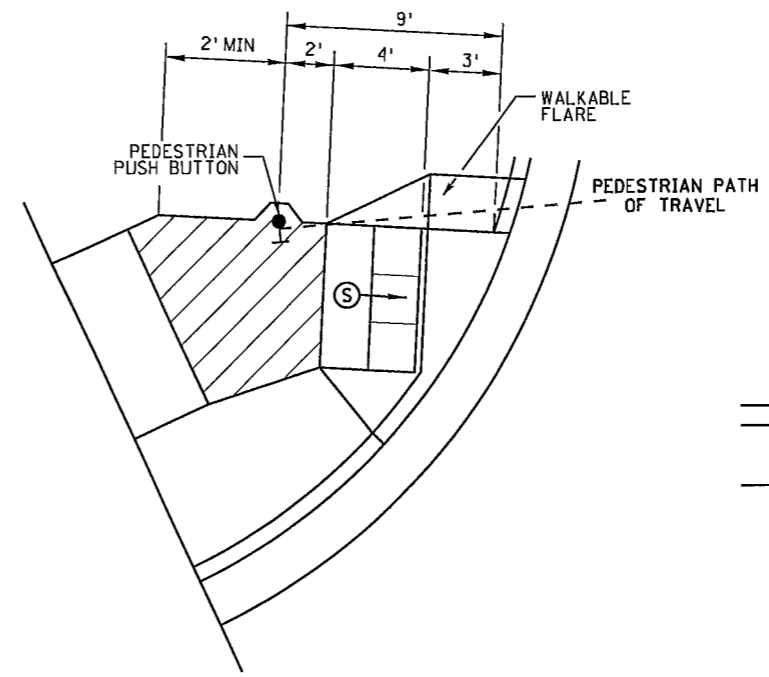 9'
2' MIN
2'
4'
3'
WALKABLE
FLARE
PEDESTRIAN
PUSH BUTTON
PEDESTRIAN PATH
OF TRAVEL
S